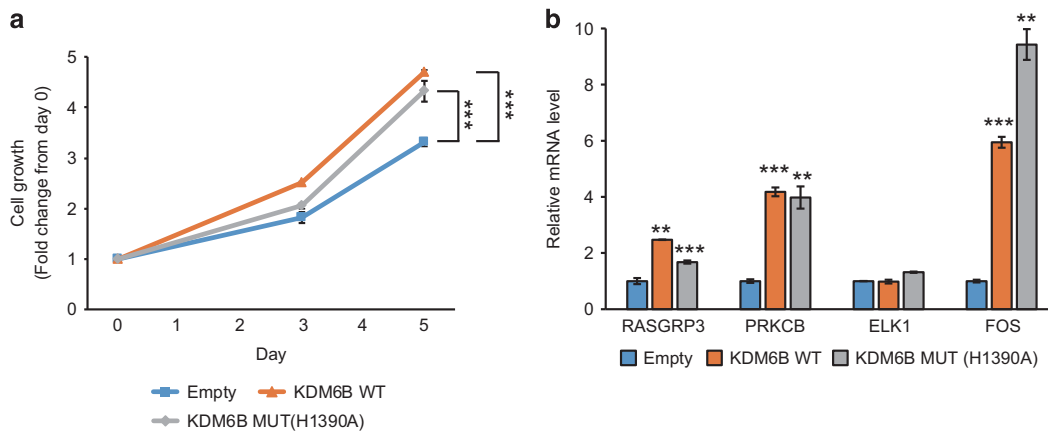 a
Cell growth
(Fold change from day 0)
5
4
3
2
1
0
0 1 2 3 4 5
Day
***
***
Empty KDM6B WT
KDM6B MUT(H1390A)
b
Relative mRNA level
10
8
6
4
2
0
** *** *** ** *** **
RASGRP3 PRKCB ELK1 FOS
Empty KDM6B WT KDM6B MUT (H1390A)